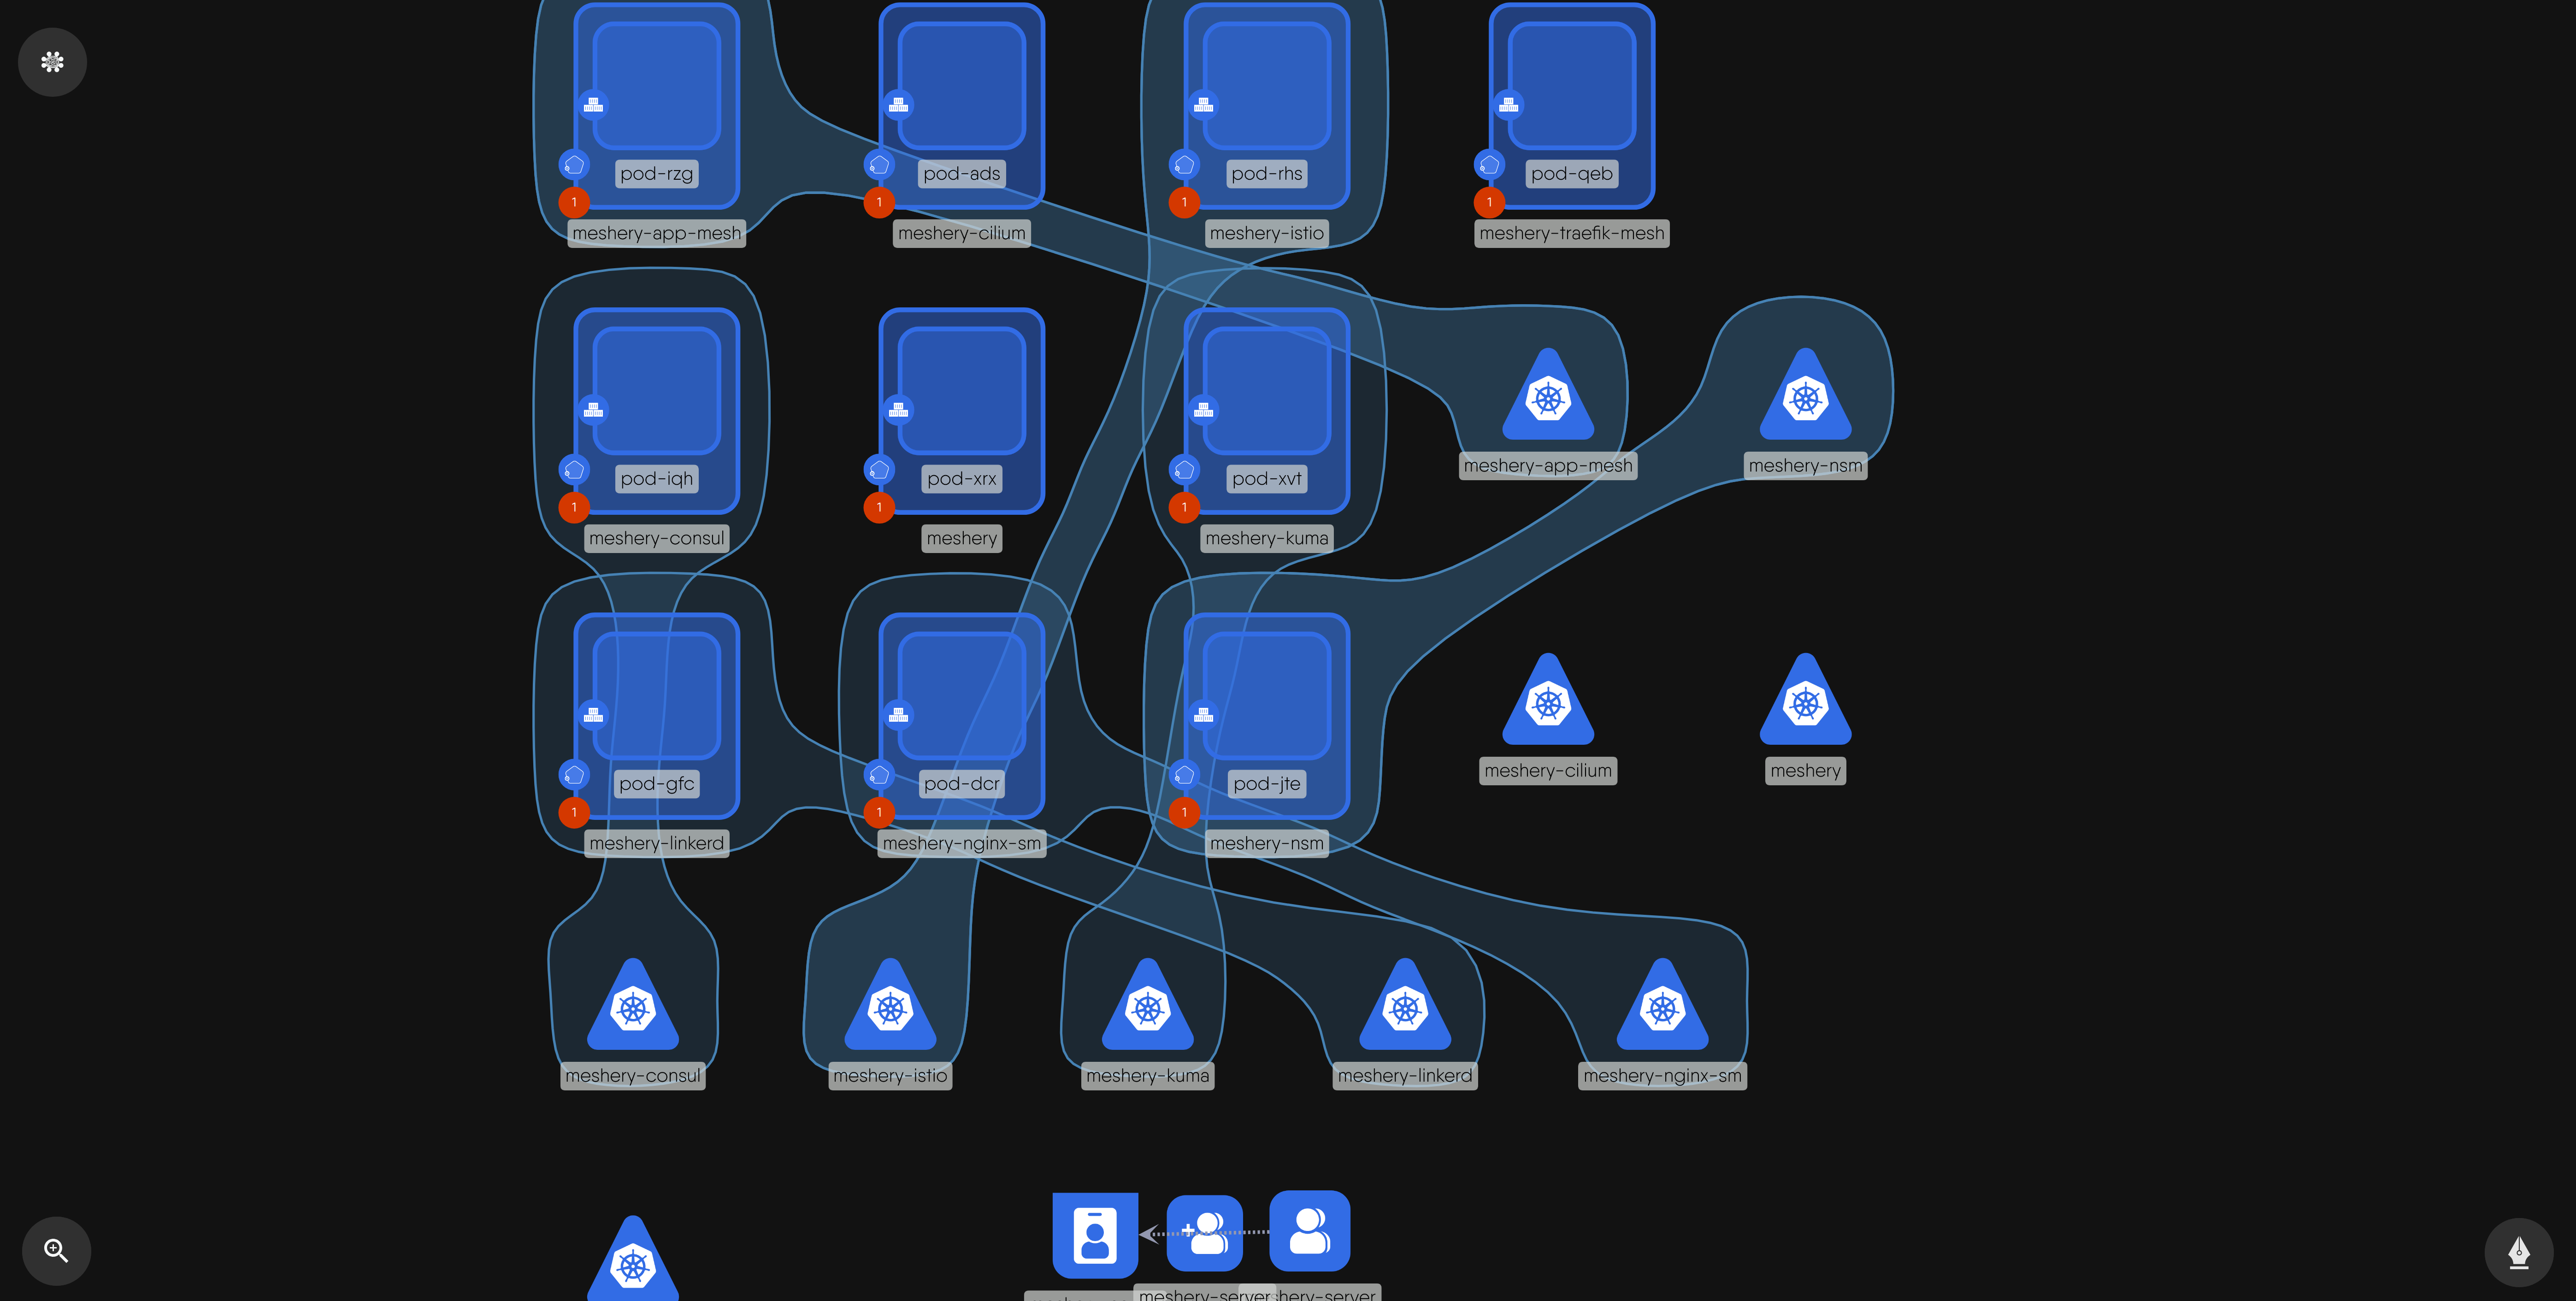 pod-rzg
pod-ads
pod-rhs
pod-qeb
1
1
1
1
meshery-app-mesh
meshery-cilium
meshery-istio
meshery-traefik-mesh
meshery-app-mesh
meshery-nsm
pod-iqh
pod-xrx
pod-xvt
1
1
1
meshery-consul
meshery
meshery-kuma
meshery-cilium
meshery
pod-gfc
pod-dcr
pod-jte
1
1
1
meshery-linkerd
meshery-nginx-sm
meshery-nsm
meshery-consul
meshery-istio
meshery-kuma
meshery-linkerd
meshery-nginx-sm
meshery-server